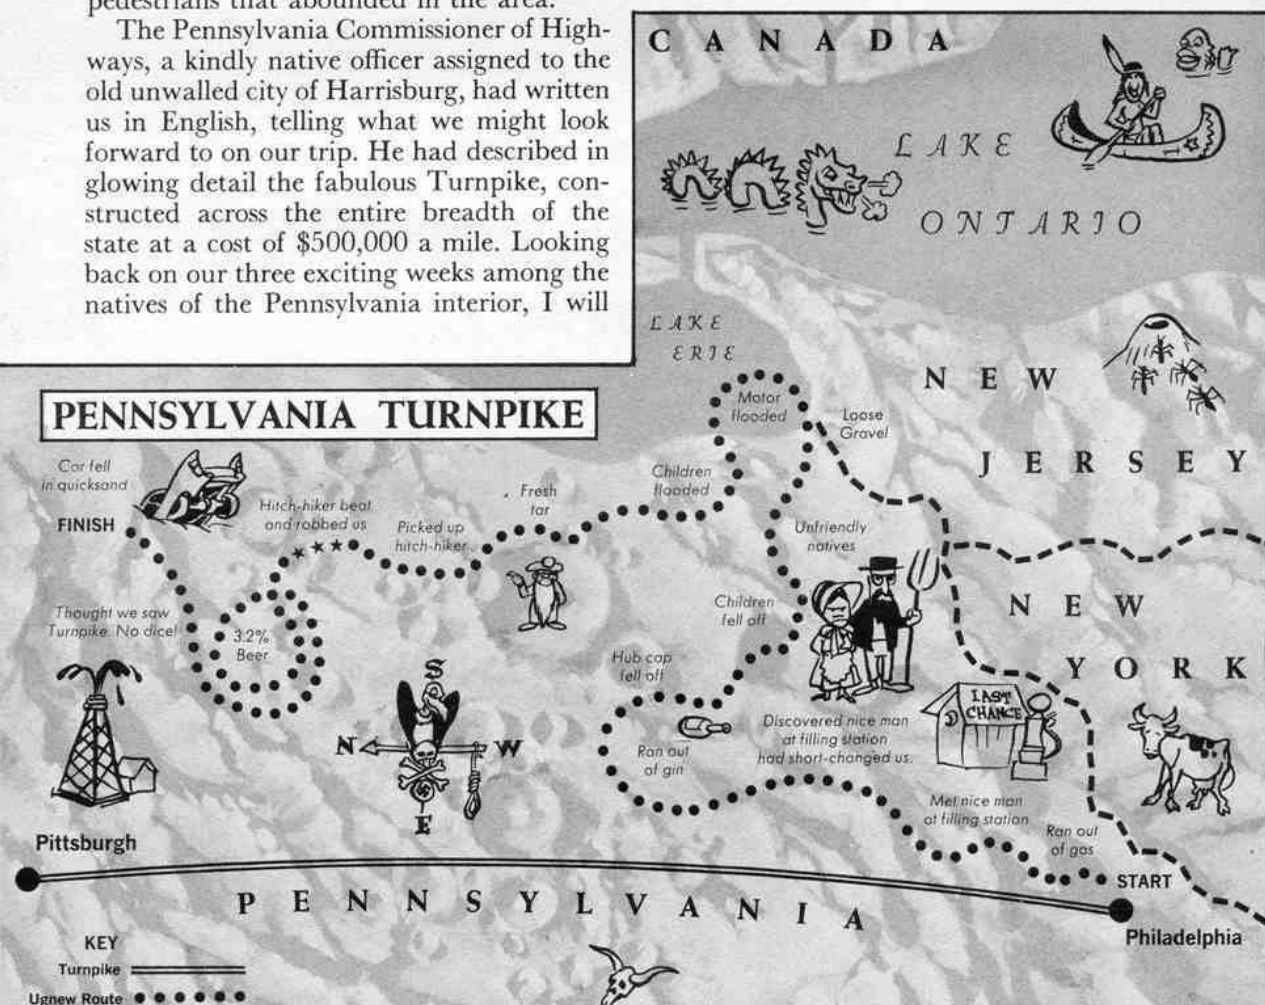 pedestrians that abounded in the area.
The Pennsylvania Commissioner of High-
ways, a kindly native officer assigned to the
old unwalled city of Harrisburg, had written
us in English, telling what we might look
forward to on our trip. He had described in
glowing detail the fabulous Turnpike, con-
structed across the entire breadth of the
state at a cost of $500,000 a mile. Looking
back on our three exciting weeks among the
natives of the Pennsylvania interior, I will
CANADA
LAKE
ONTARIO
LAKE
ERIE
NEW
JERSEY
PENNSYLVANIA TURNPIKE
Motor
flooded
Loose
Gravel
Car fell
in quicksand
FINISH
Hitch-hiker beat
and robbed us
Picked up
hitch-hiker
Fresh
tar
Children
flooded
Unfriendly
natives
NEW
YORK
Thought we saw
Turnpike. No dice!
3.2%
Beer
Children
fell off
Hub cap
fell off
S
N
W
E
Ran out
of gin
Discovered nice man
at filling station
had short-changed us.
LAST
CHANCE
Met nice man
at filling station
Ran out
of gas
START
Pittsburgh
PENNSYLVANIA
Philadelphia
KEY
Turnpike
Ugnew Route